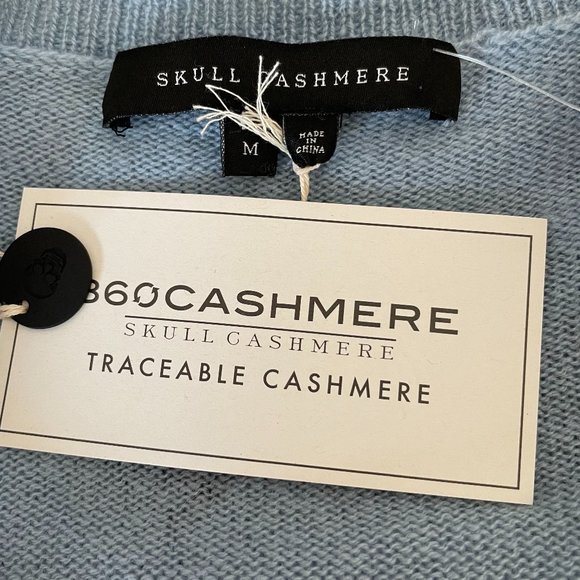 SKULL CASHMERE
M
MADE
IN
CHINA
360CASHMERE
SKULL CASHMERE
TRACEABLE CASHMERE